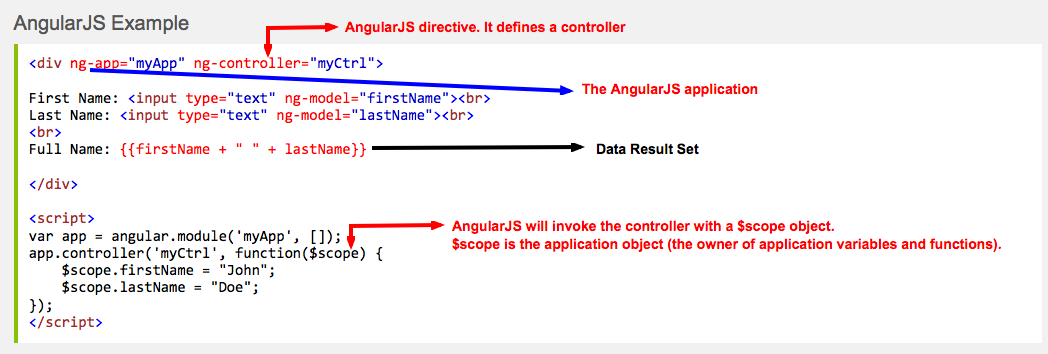 AngularJS Example
AngularJS directive. It defines a controller
<div ng-app="myApp" ng-controller="myCtrl">
The AngularJS application
First Name: <input type="text" ng-model="firstName"><br>
Last Name: <input type="text" ng-model="lastName"><br>
<br>
Full Name: {{firstName + " " + lastName}}
Data Result Set
</div>
<script>
AngularJS will invoke the controller with a $scope object.
$scope is the application object (the owner of application variables and functions).
var app = angular.module('myApp', []);
app.controller('myCtrl', function($scope) {
    $scope.firstName = "John";
    $scope.lastName = "Doe";
});
</script>